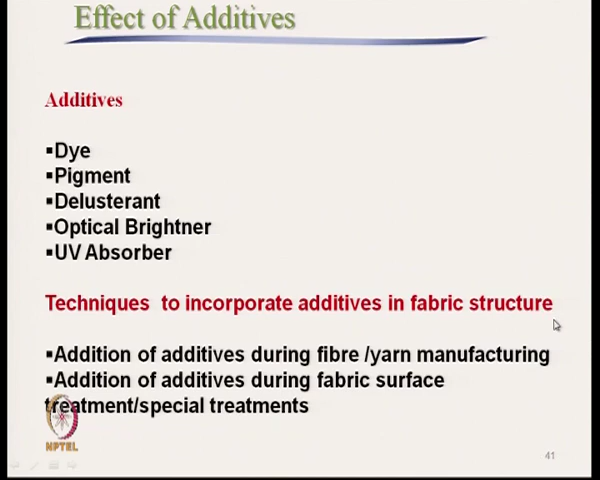 Effect of Additives
Additives
▪Dye
▪Pigment
▪Delusterant
▪Optical Brightner
▪UV Absorber
Techniques to incorporate additives in fabric structure
▪Addition of additives during fibre /yarn manufacturing
▪Addition of additives during fabric surface
treatment/special treatments
NPTEL
41